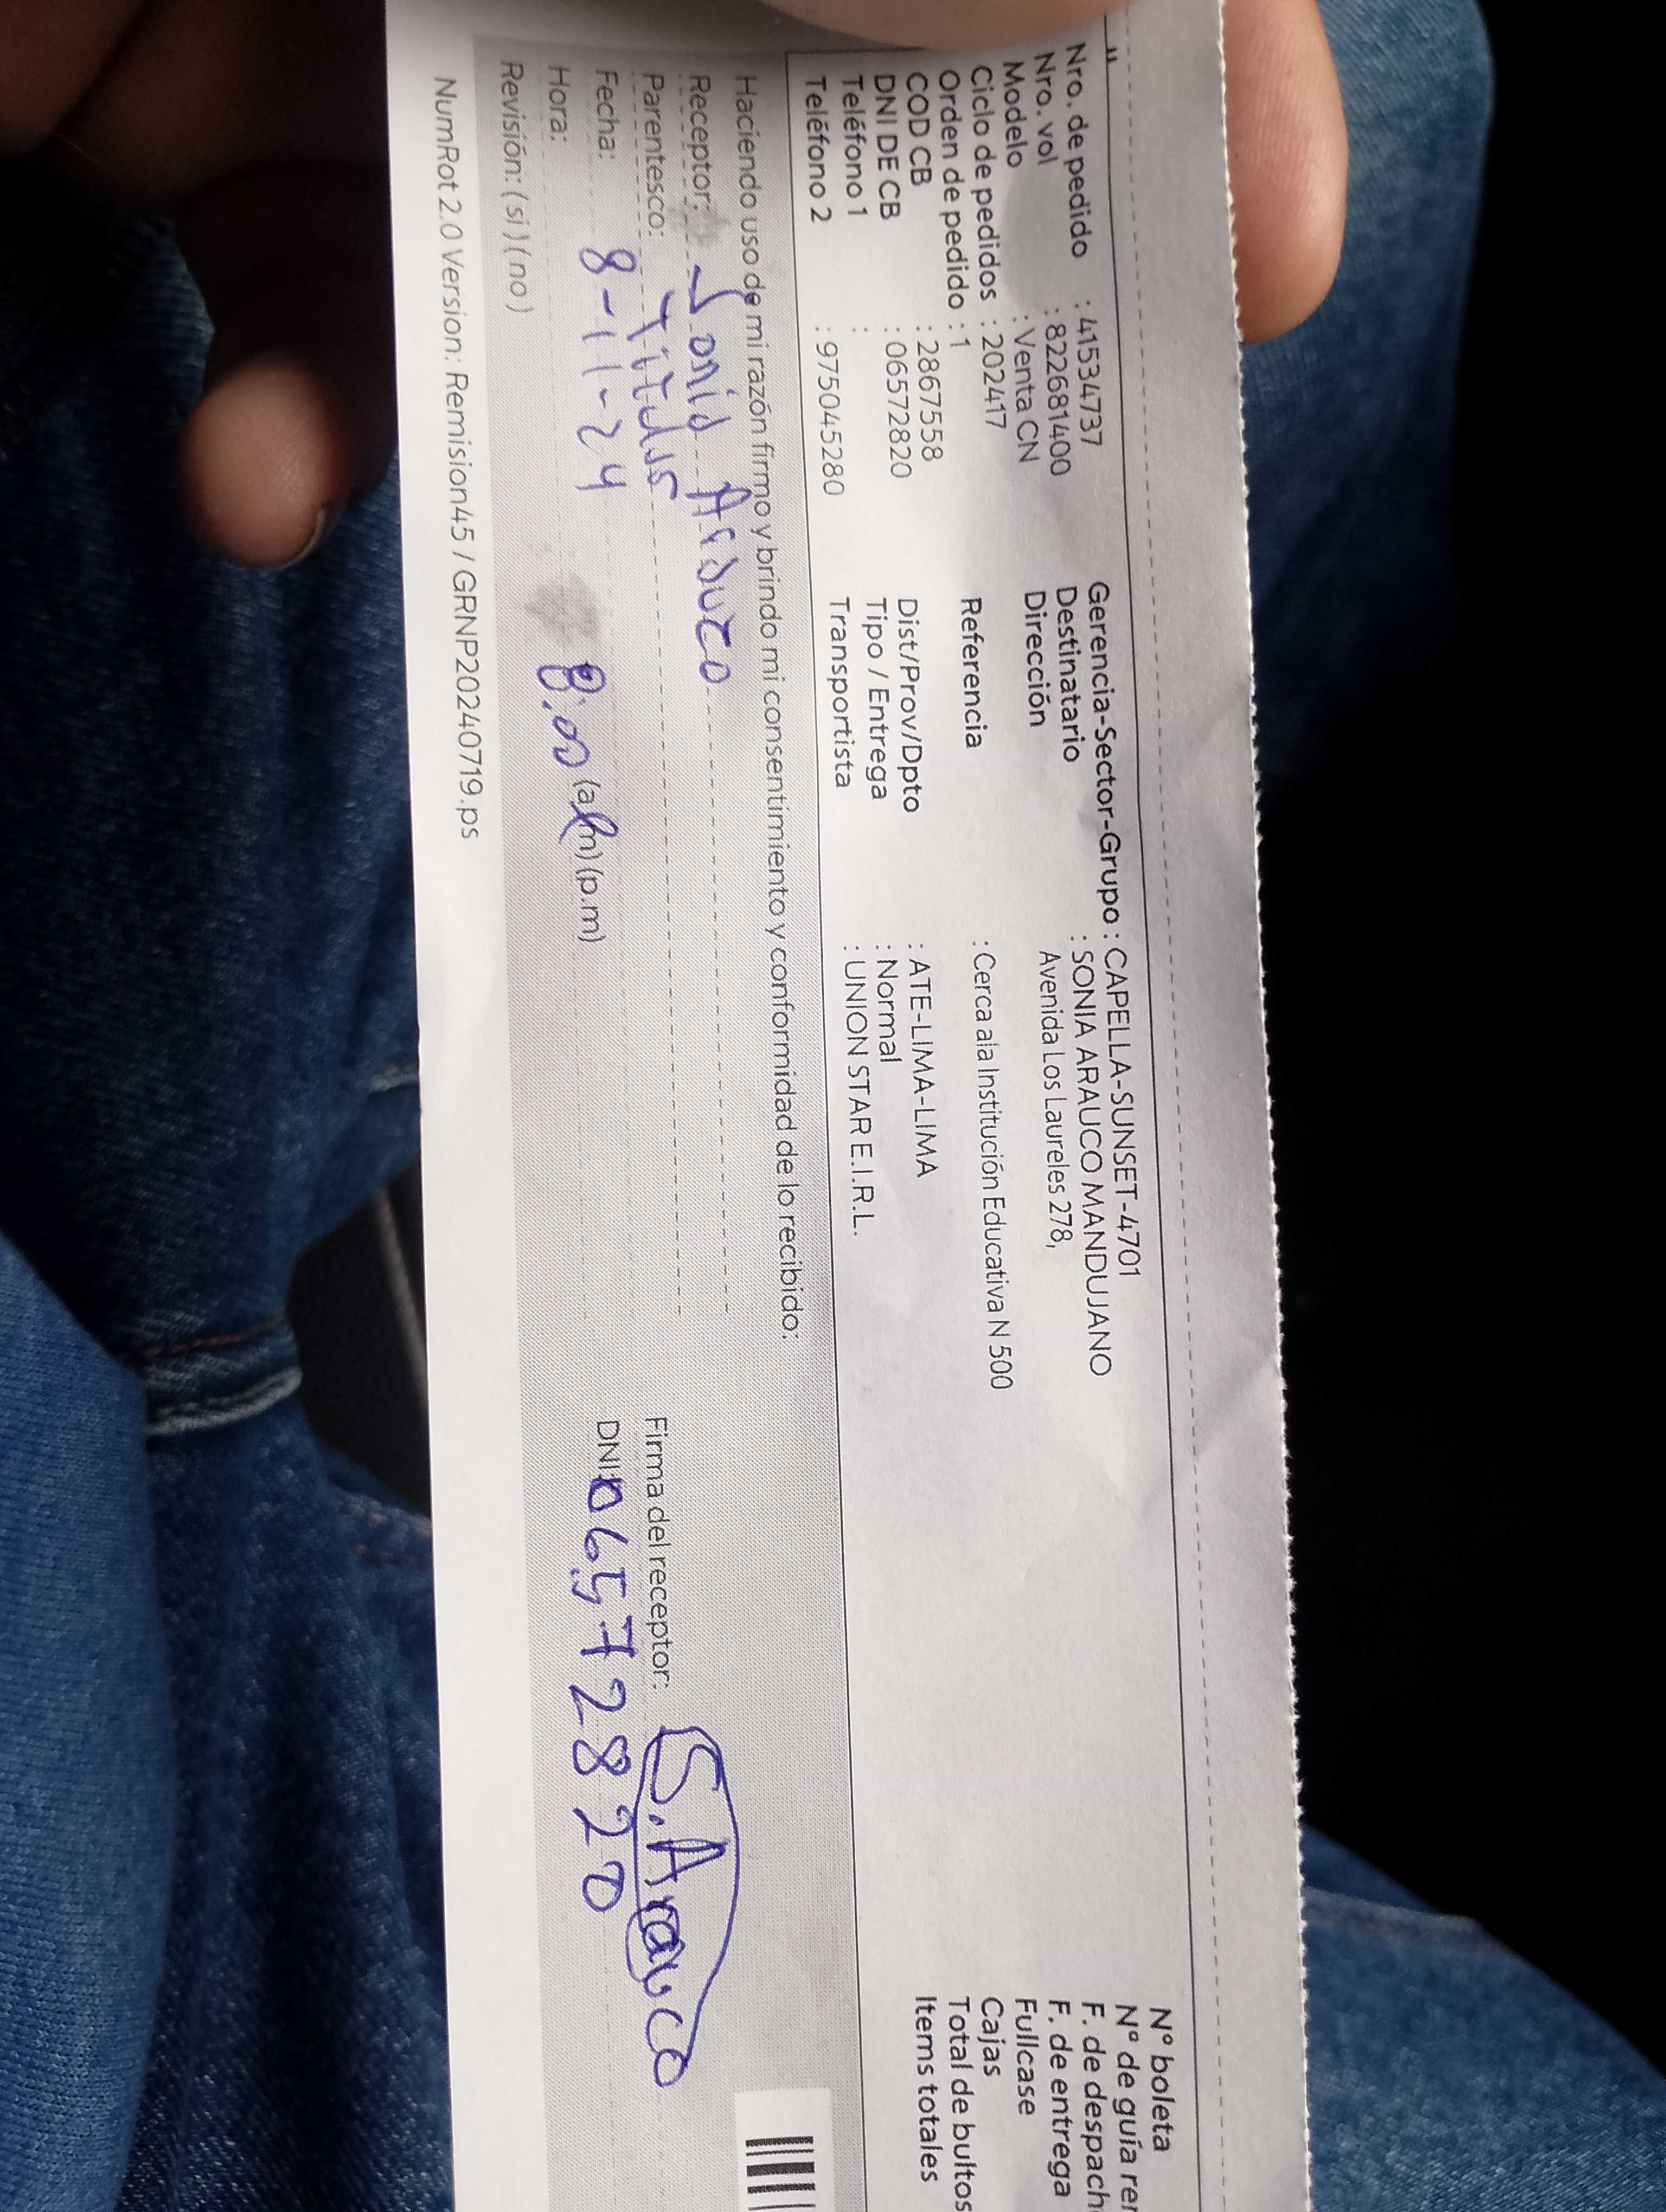 Nro. de pedido : 41534737
Nro. vol : 822681400
Modelo : Venta CN
Ciclo de pedidos : 202417
Orden de pedido : 1
COD CB : 2867558
DNI DE CB : 06572820
Teléfono 1 :
Teléfono 2 : 975045280
Gerencia-Sector-Grupo : CAPELLA-SUNSET-4701
Destinatario : SONIA ARAUCO MANDUJANO
Dirección Avenida Los Laureles 278,
Referencia : Cerca ala Institución Educativa N 500
Dist/Prov/Dpto : ATE-LIMA-LIMA
Tipo / Entrega : Normal
Transportista : UNION STAR E.I.R.L.
Nº boleta
Nº de guía rem
F. de despach
F. de entrega
Fullcase
Cajas
Total de bultos
Items totales
Haciendo uso de mi razón firmo y brindo mi consentimiento y conformidad de lo recibido:
Receptor: Sonia Arauco
Parentesco: Titular
Fecha: 8-11-24
Hora: 8:00 (a.m) (p.m)
Revisión: ( si ) ( no )
Firma del receptor: S. Arauco
DNI: 06572820
NumRot 2.0 Version: Remision45 / GRNP20240719.ps